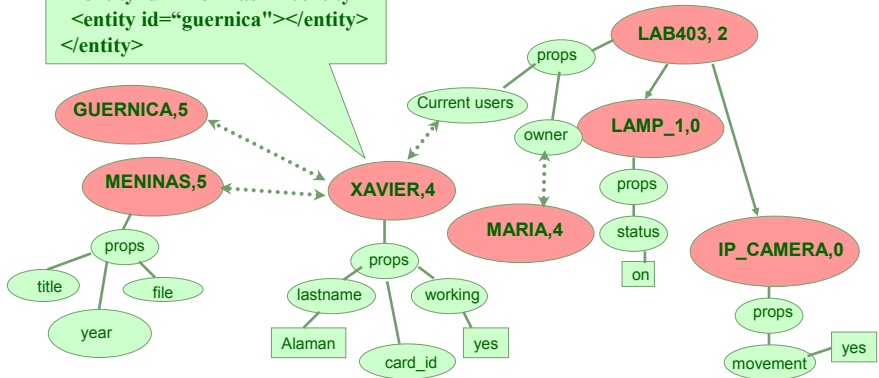 <entity id=“guernica"></entity>
</entity>
LAB403, 2
props
Current users
GUERNICA,5
owner
LAMP_1,0
MENINAS,5
XAVIER,4
props
MARIA,4
status
IP_CAMERA,0
props
props
on
title
file
lastname
working
props
year
Alaman
yes
card_id
movement
yes